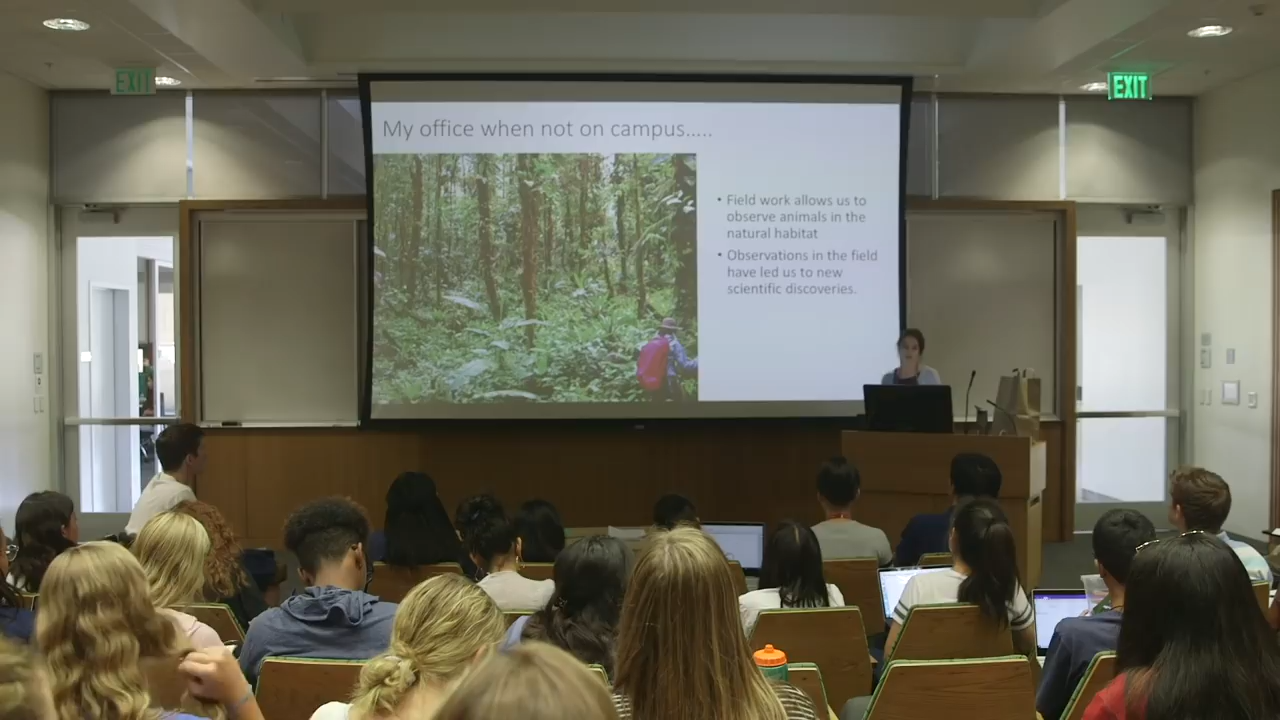 EXIT
EXIT
My office when not on campus.....
• Field work allows us to
observe animals in the
natural habitat
• Observations in the field
have led us to new
scientific discoveries.